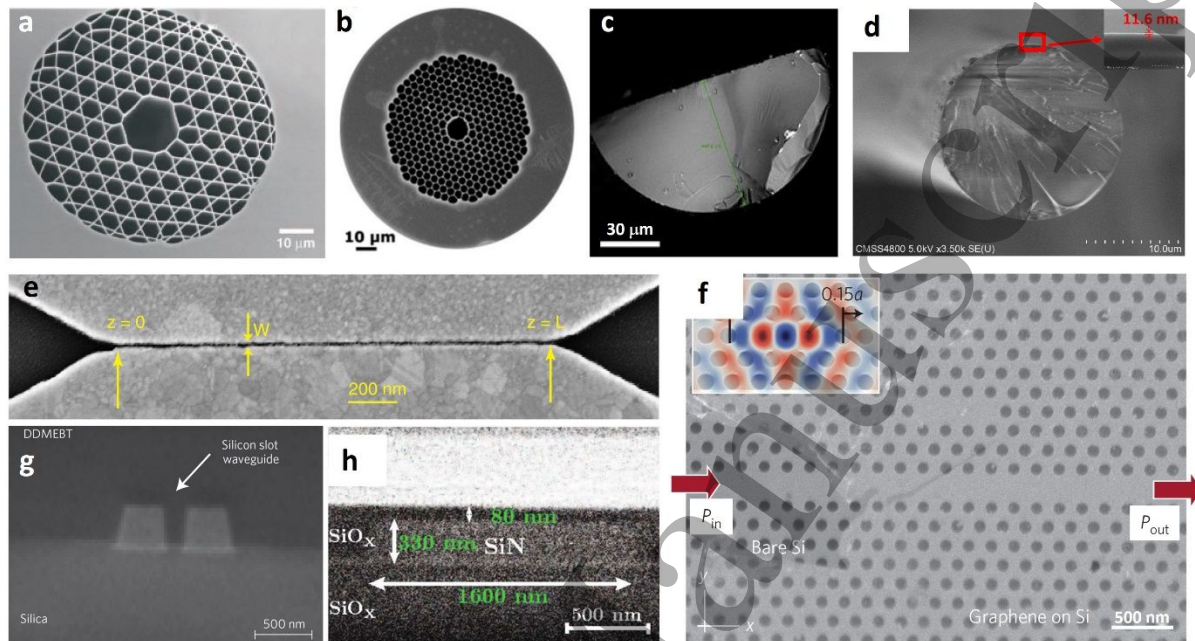 a
10 μm
b
10 μm
c
30 μm
d
11.6 nm
CMSS4800 5.0kV x3.50k SE(U)
10.0um
e
z = 0
W
z = L
200 nm
f
0.15a
P_in
Bare Si
y
x
P_out
Graphene on Si
500 nm
g
DDMEBT
Silicon slot
waveguide
Silica
500 nm
h
80 nm
SiO_x
330 nm
SiN
1600 nm
SiO_x
500 nm